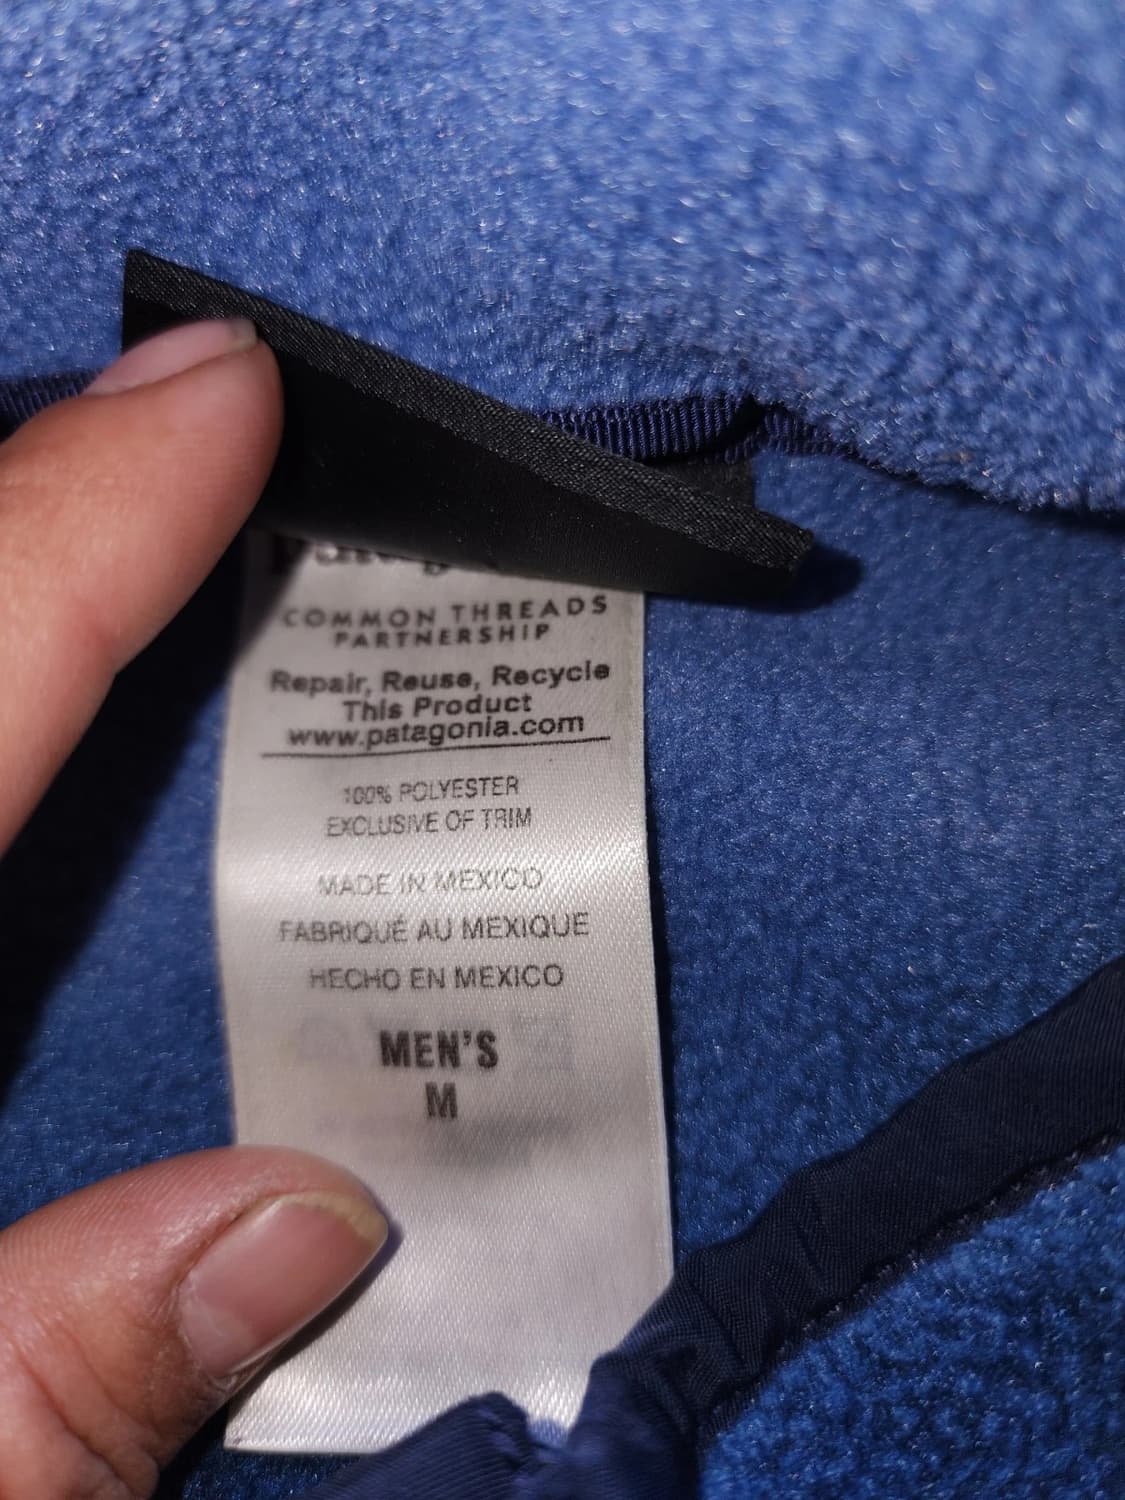 COMMON THREADS
PARTNERSHIP
Repair, Reuse, Recycle
This Product
www.patagonia.com
100% POLYESTER
EXCLUSIVE OF TRIM
MADE IN MEXICO
FABRIQUÉ AU MEXIQUE
HECHO EN MEXICO
MEN'S
M